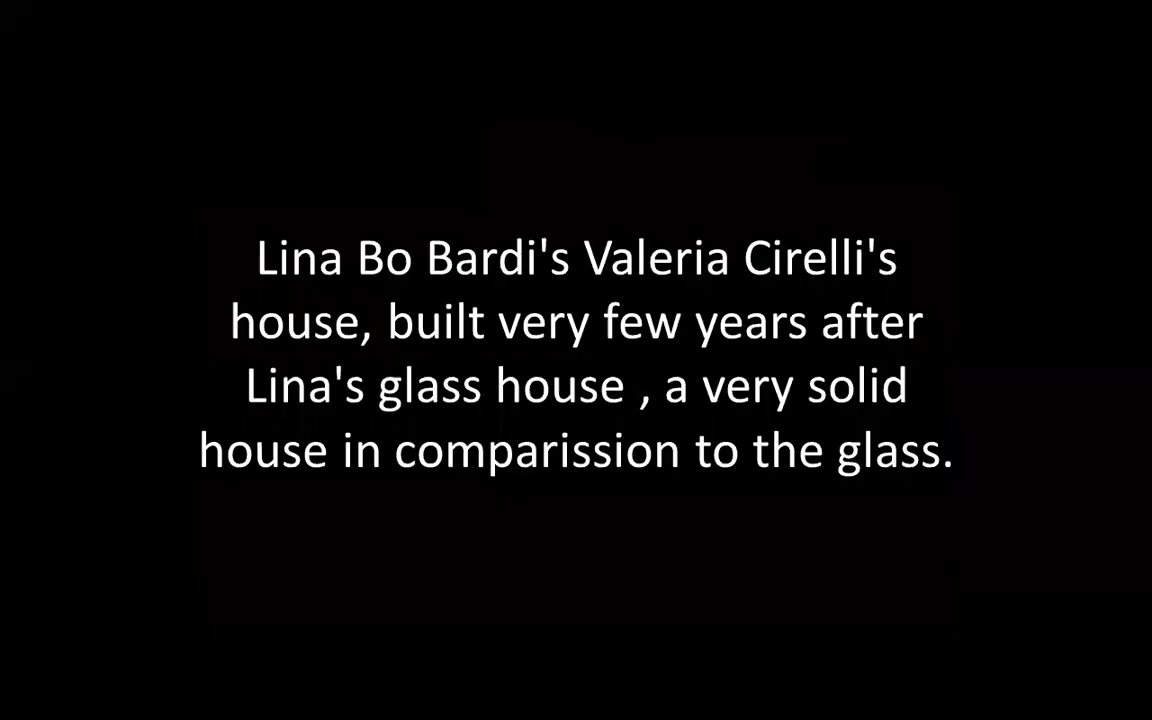 Lina Bo Bardi's Valeria Cirelli's
house, built very few years after
Lina's glass house , a very solid
house in comparission to the glass.